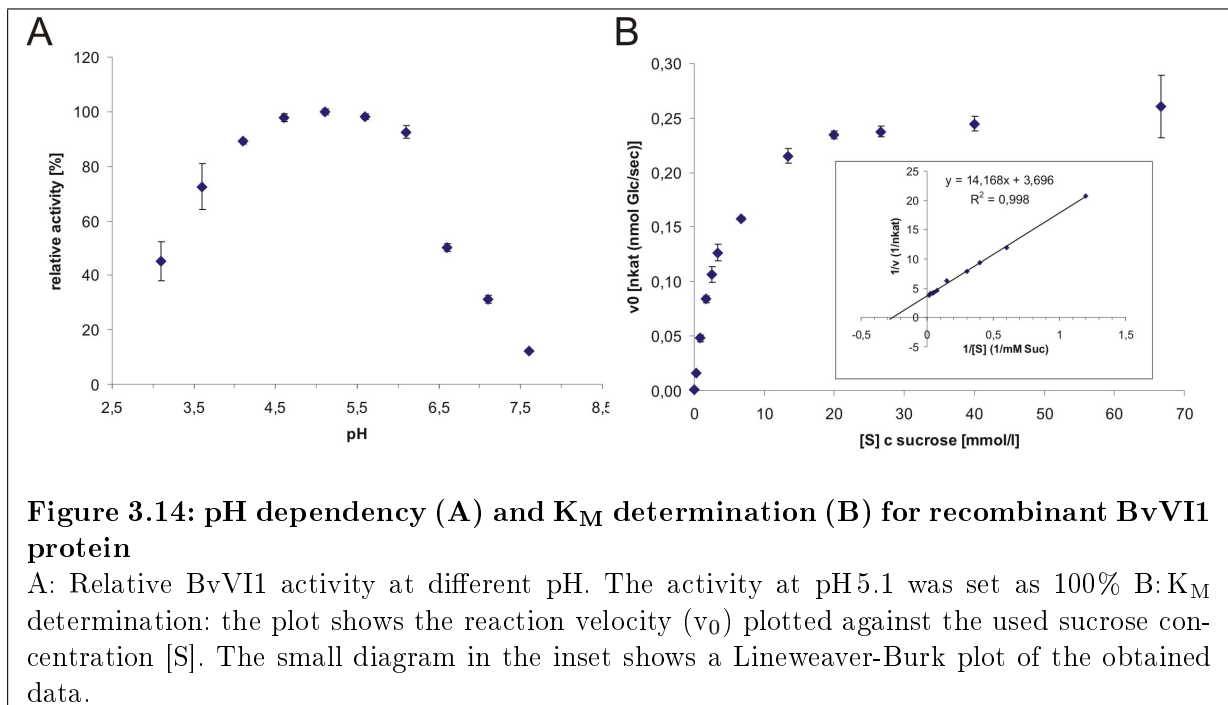 A
120
100
80
60
40
20
0
2,5
3,5
4,5
5,5
6,5
7,5
8,5
relative activity [%]
pH
B
0,30
0,25
0,20
0,15
0,10
0,05
0,00
0
10
20
30
40
50
60
70
v0 [nkat (nmol Glc/sec)]
[S] c sucrose [mmol/l]
y = 14,168x + 3,696
R² = 0,998
25
20
15
10
5
0
-5
-0,5
0
0,5
1
1,5
1/v (1/nkat)
1/[S] (1/mM Suc)
Figure 3.14: pH dependency (A) and K_M determination (B) for recombinant BvVI1
protein
A: Relative BvVI1 activity at different pH. The activity at pH 5.1 was set as 100% B: K_M
determination: the plot shows the reaction velocity (v₀) plotted against the used sucrose con-
centration [S]. The small diagram in the inset shows a Lineweaver-Burk plot of the obtained
data.